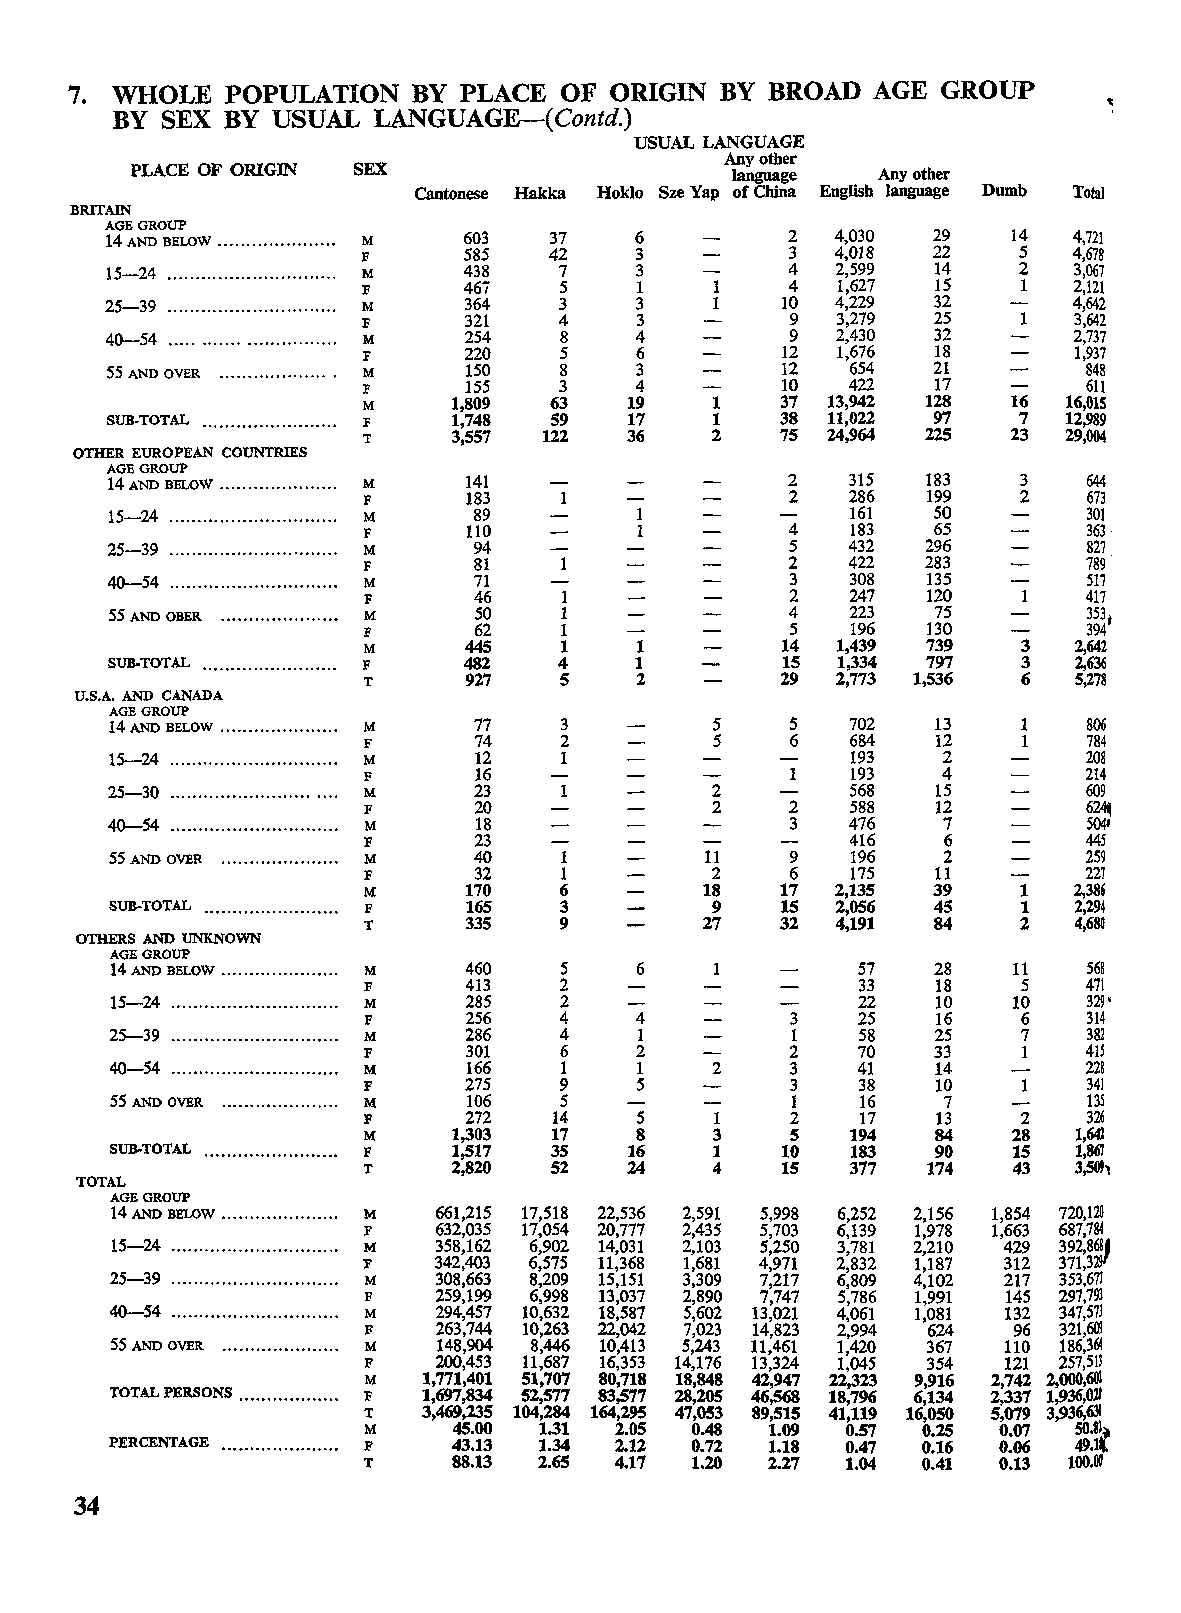 7. WHOLE POPULATION BY PLACE OF ORIGIN BY BROAD AGE GROUP
BY SEX BY USUAL LANGUAGE—(Contd.)
USUAL LANGUAGE
PLACE OF ORIGIN SEX Cantonese Hakka Hoklo Sze Yap Any other language of China English Any other language Dumb Total
BRITAIN
AGE GROUP
14 AND BELOW ..................... M 603 37 6 — 2 4,030 29 14 4,721
F 585 42 3 — 3 4,018 22 5 4,678
15—24 .............................. M 438 7 3 — 4 2,599 14 2 3,067
F 467 5 1 1 4 1,627 15 1 2,121
25—39 .............................. M 364 3 3 1 10 4,229 32 — 4,642
F 321 4 3 — 9 3,279 25 1 3,642
40—54 ..... ....... ................ M 254 8 4 — 9 2,430 32 — 2,737
F 220 5 6 — 12 1,676 18 — 1,937
55 AND OVER ................... . M 150 8 3 — 12 654 21 — 848
F 155 3 4 — 10 422 17 — 611
M 1,809 63 19 1 37 13,942 128 16 16,015
SUB-TOTAL ........................ F 1,748 59 17 1 38 11,022 97 7 12,989
T 3,557 122 36 2 75 24,964 225 23 29,004
OTHER EUROPEAN COUNTRIES
AGE GROUP
14 AND BELOW ..................... M 141 — — — 2 315 183 3 644
F 183 1 — — 2 286 199 2 673
15—24 .............................. M 89 — 1 — — 161 50 — 301
F 110 — 1 — 4 183 65 — 363
25—39 .............................. M 94 — — — 5 432 296 — 827
F 81 1 — — 2 422 283 — 789
40—54 .............................. M 71 — — — 3 308 135 — 517
F 46 1 — — 2 247 120 1 417
55 AND OBER ..................... M 50 1 — — 4 223 75 — 353
F 62 1 — — 5 196 130 — 394
M 445 1 1 — 14 1,439 739 3 2,642
SUB-TOTAL ........................ F 482 4 1 — 15 1,334 797 3 2,636
T 927 5 2 — 29 2,773 1,536 6 5,278
U.S.A. AND CANADA
AGE GROUP
14 AND BELOW ..................... M 77 3 — 5 5 702 13 1 806
F 74 2 — 5 6 684 12 1 784
15—24 .............................. M 12 1 — — — 193 2 — 208
F 16 — — — 1 193 4 — 214
25—30 ......................... .... M 23 1 — 2 — 568 15 — 609
F 20 — — 2 2 588 12 — 624
40—54 .............................. M 18 — — — 3 476 7 — 504
F 23 — — — — 416 6 — 445
55 AND OVER ..................... M 40 1 — 11 9 196 2 — 259
F 32 1 — 2 6 175 11 — 227
M 170 6 — 18 17 2,135 39 1 2,386
SUB-TOTAL ........................ F 165 3 — 9 15 2,056 45 1 2,294
T 335 9 — 27 32 4,191 84 2 4,680
OTHERS AND UNKNOWN
AGE GROUP
14 AND BELOW ..................... M 460 5 6 1 — 57 28 11 568
F 413 2 — — — 33 18 5 471
15—24 .............................. M 285 2 — — — 22 10 10 329
F 256 4 4 — 3 25 16 6 314
25—39 .............................. M 286 4 1 — 1 58 25 7 382
F 301 6 2 — 2 70 33 1 415
40—54 .............................. M 166 1 1 2 3 41 14 — 228
F 275 9 5 — 3 38 10 1 341
55 AND OVER ..................... M 106 5 — — 1 16 7 — 135
F 272 14 5 1 2 17 13 2 326
M 1,303 17 8 3 5 194 84 28 1,642
SUB-TOTAL ........................ F 1,517 35 16 1 10 183 90 15 1,867
T 2,820 52 24 4 15 377 174 43 3,509
TOTAL
AGE GROUP
14 AND BELOW ..................... M 661,215 17,518 22,536 2,591 5,998 6,252 2,156 1,854 720,120
F 632,035 17,054 20,777 2,435 5,703 6,139 1,978 1,663 687,784
15—24 .............................. M 358,162 6,902 14,031 2,103 5,250 3,781 2,210 429 392,868
F 342,403 6,575 11,368 1,681 4,971 2,832 1,187 312 371,329
25—39 .............................. M 308,663 8,209 15,151 3,309 7,217 6,809 4,102 217 353,677
F 259,199 6,998 13,037 2,890 7,747 5,786 1,991 145 297,793
40—54 .............................. M 294,457 10,632 18,587 5,602 13,021 4,061 1,081 132 347,573
F 263,744 10,263 22,042 7,023 14,823 2,994 624 96 321,609
55 AND OVER ..................... M 148,904 8,446 10,413 5,243 11,461 1,420 367 110 186,364
F 200,453 11,687 16,353 14,176 13,324 1,045 354 121 257,513
M 1,771,401 51,707 80,718 18,848 42,947 22,323 9,916 2,742 2,000,601
TOTAL PERSONS .................. F 1,697,834 52,577 83,577 28,205 46,568 18,796 6,134 2,337 1,936,028
T 3,469,235 104,284 164,295 47,053 89,515 41,119 16,050 5,079 3,936,631
M 45.00 1.31 2.05 0.48 1.09 0.57 0.25 0.07 50.81
PERCENTAGE ..................... F 43.13 1.34 2.12 0.72 1.18 0.47 0.16 0.06 49.1
T 88.13 2.65 4.17 1.20 2.27 1.04 0.41 0.13 100.00
34